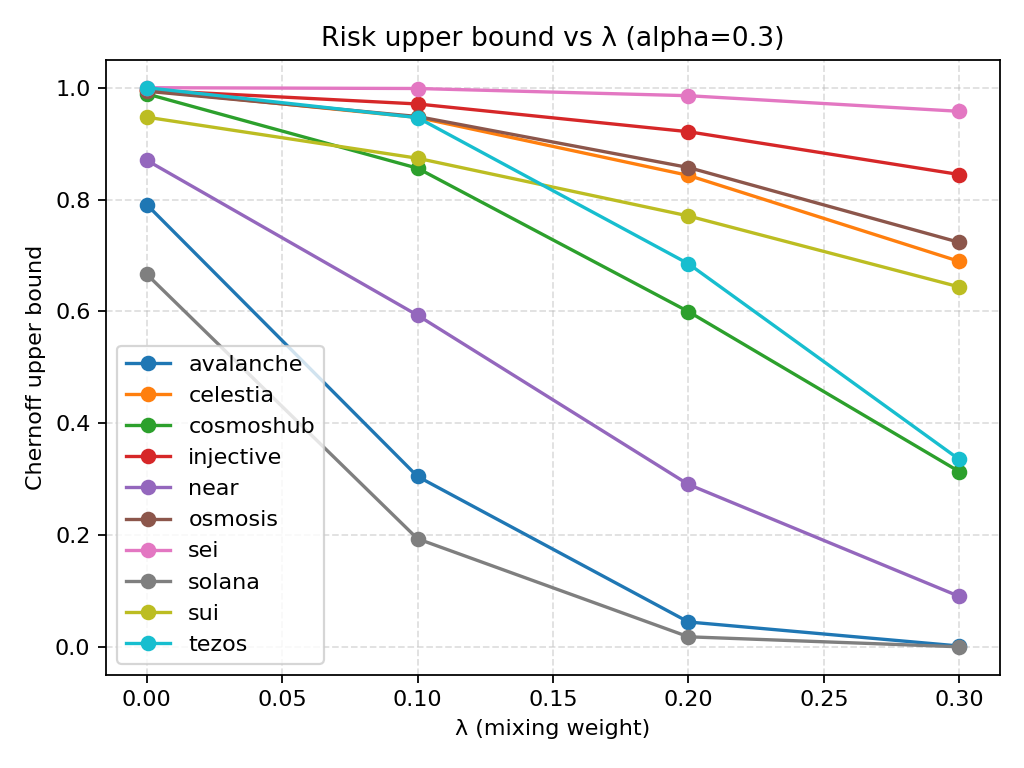 Risk upper bound vs λ (alpha=0.3)
Chernoff upper bound
1.0
0.8
0.6
0.4
0.2
0.0
avalanche
celestia
cosmoshub
injective
near
osmosis
sei
solana
sui
tezos
0.00 0.05 0.10 0.15 0.20 0.25 0.30
λ (mixing weight)